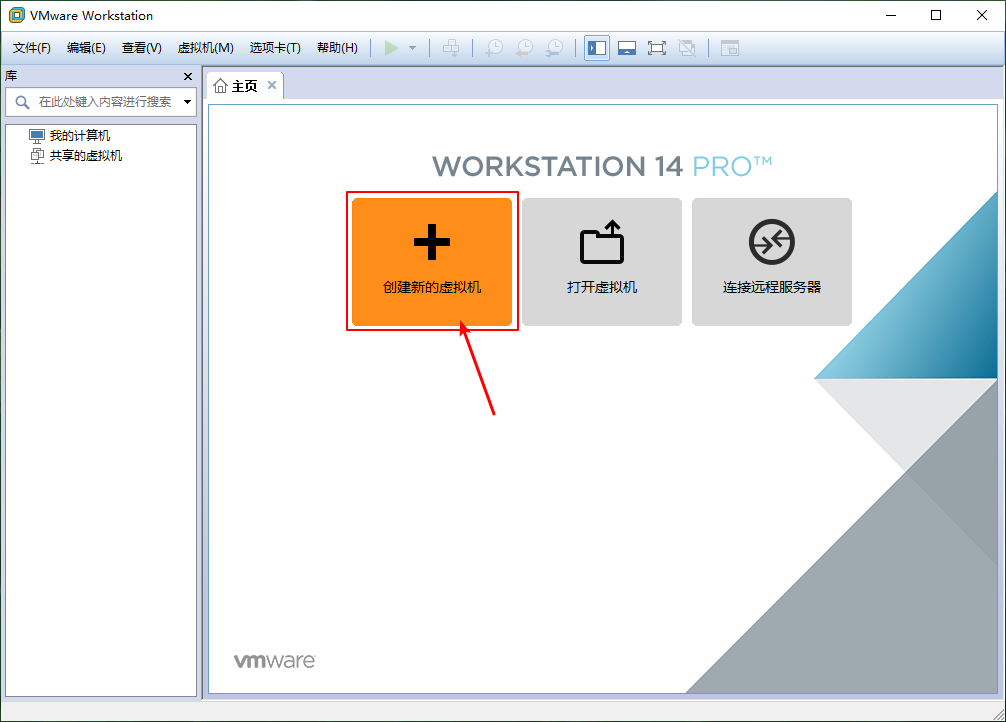 VMware Workstation
文件(F) 编辑(E) 查看(V) 虚拟机(M) 选项卡(T) 帮助(H)
库
主页
在此处键入内容进行搜索
我的计算机
共享的虚拟机
WORKSTATION 14 PRO™
创建新的虚拟机
打开虚拟机
连接远程服务器
vmware